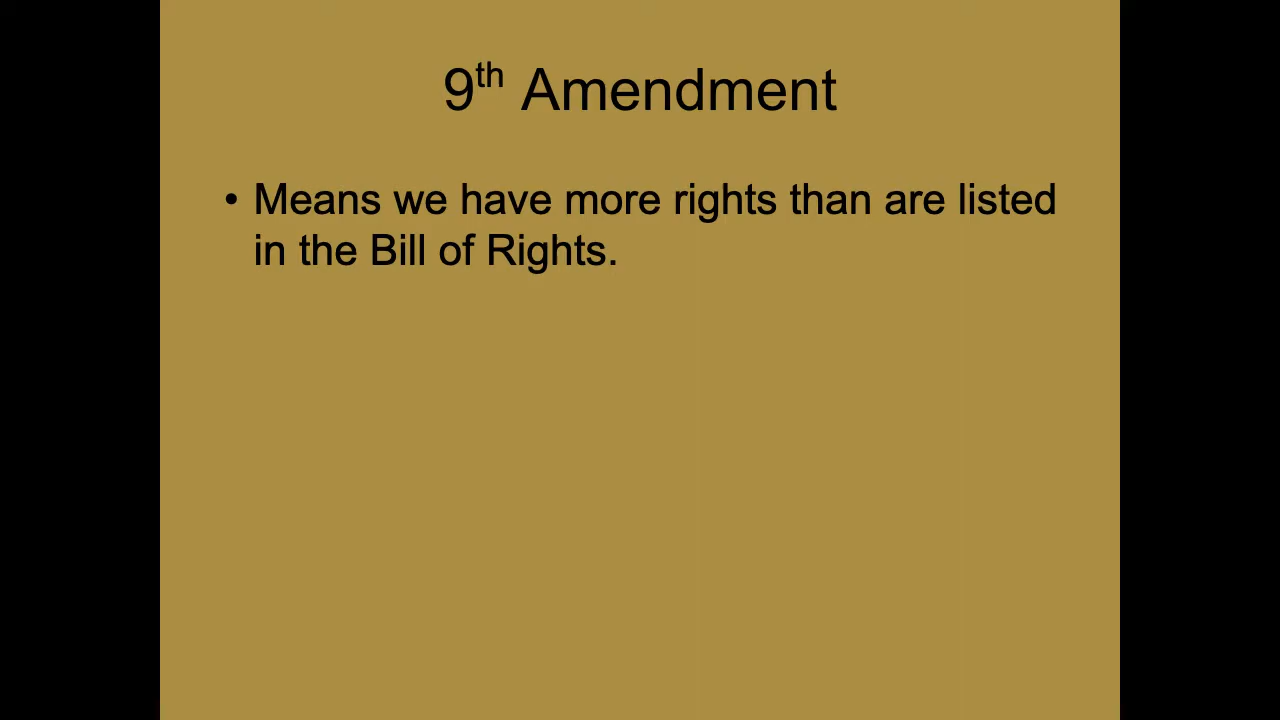 9th Amendment
• Means we have more rights than are listed
in the Bill of Rights.